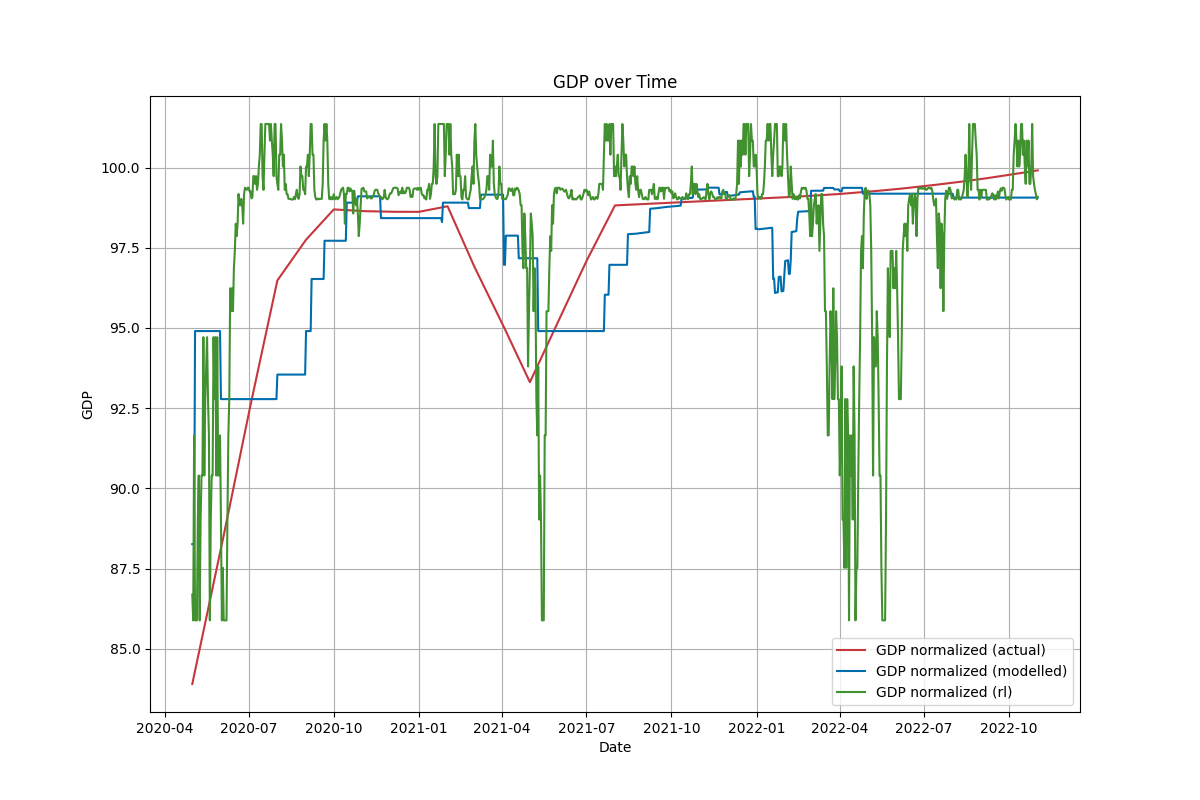 GDP over Time
GDP
100.0
97.5
95.0
92.5
90.0
87.5
85.0
2020-04 2020-07 2020-10 2021-01 2021-04 2021-07 2021-10 2022-01 2022-04 2022-07 2022-10
Date
GDP normalized (actual)
GDP normalized (modelled)
GDP normalized (rl)